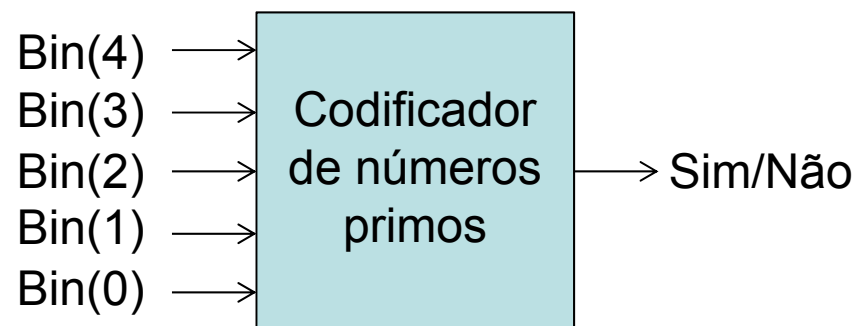 Bin(4)
Bin(3)
Bin(2)
Bin(1)
Bin(0)
Codificador
de números
primos
Sim/Não